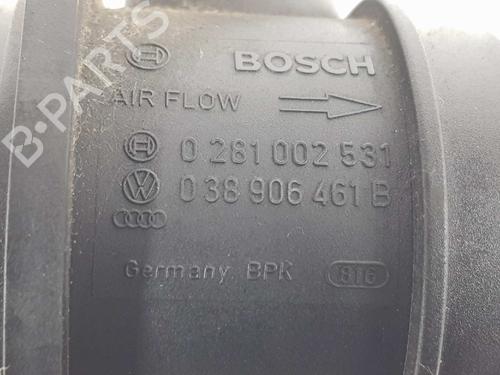 BOSCH
AIR FLOW
0 281 002 531
038 906 461 B
Germany BPK 816
B-PARTS